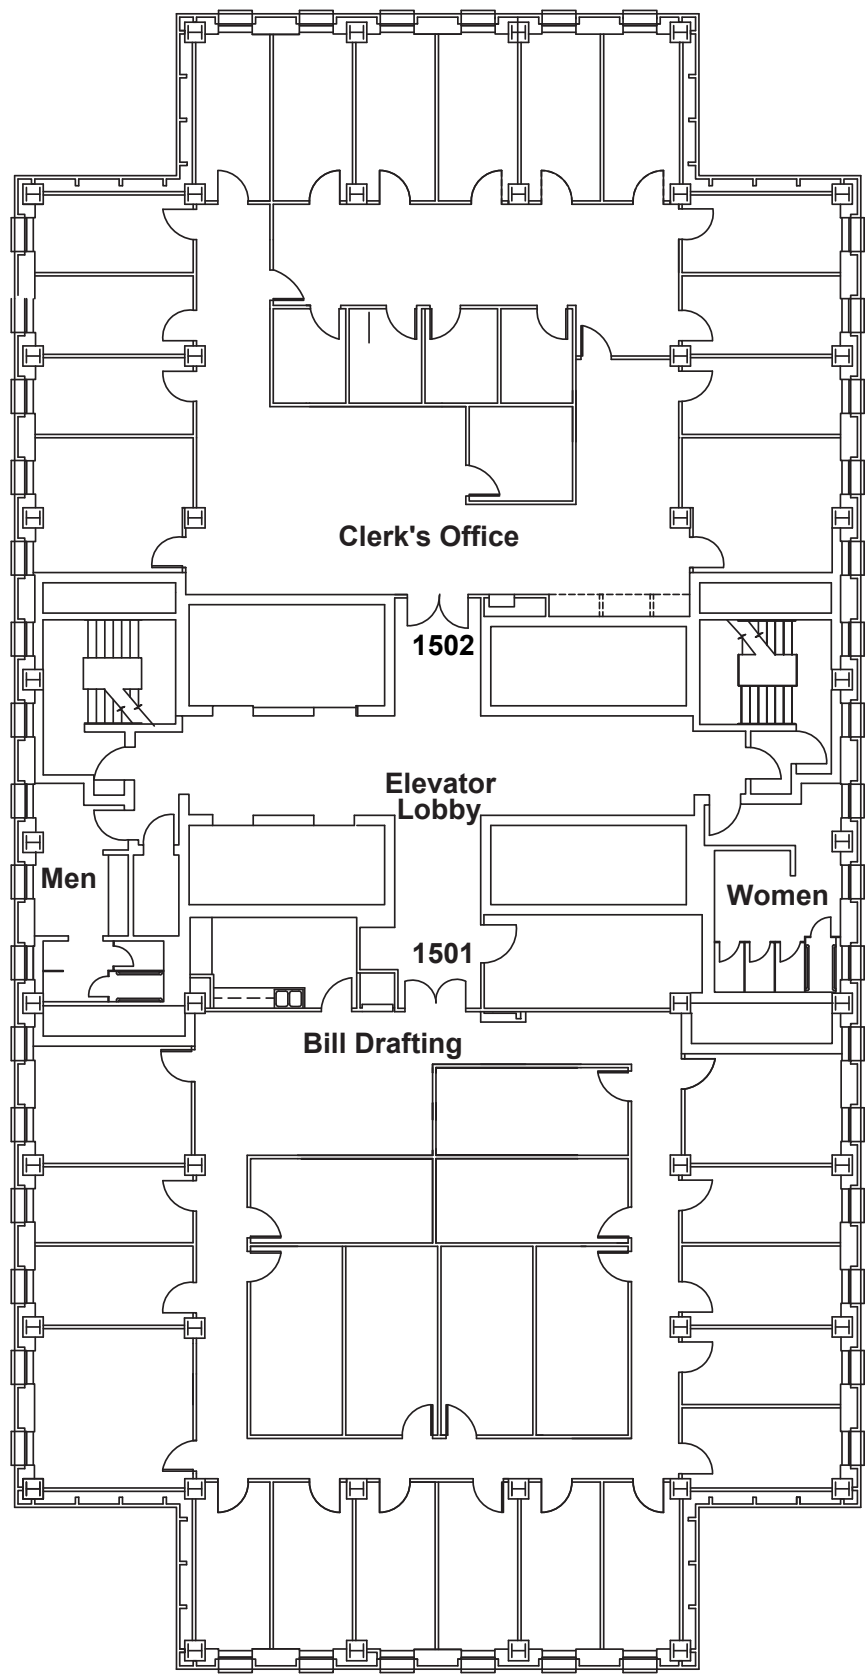 Clerk's Office
1502
Elevator
Lobby
Men
Women
1501
Bill Drafting